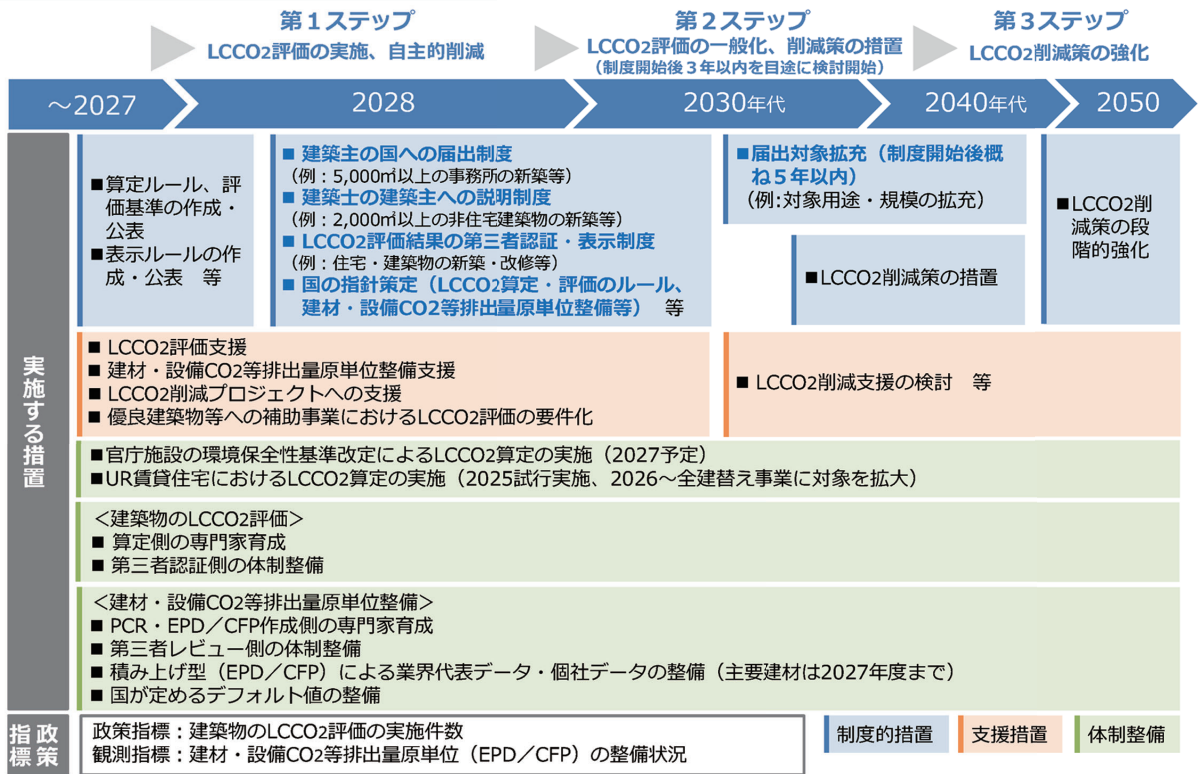 第1ステップ
LCCO2評価の実施、自主的削減
第2ステップ
LCCO2評価の一般化、削減策の措置
（制度開始後３年以内を目途に検討開始）
第3ステップ
LCCO2削減策の強化
～2027
2028
2030年代
2040年代
2050
実施する措置
■算定ルール、評
価基準の作成・
公表
■表示ルールの作
成・公表　等
■ 建築主の国への届出制度
（例：5,000㎡以上の事務所の新築等）
■ 建築士の建築主への説明制度
（例：2,000㎡以上の非住宅建築物の新築等）
■ LCCO2評価結果の第三者認証・表示制度
（例：住宅・建築物の新築・改修等）
■ 国の指針策定（LCCO2算定・評価のルール、
建材・設備CO2等排出量原単位整備等）　等
■届出対象拡充（制度開始後概
ね５年以内）
（例:対象用途・規模の拡充）
■LCCO2削減策の措置
■LCCO2削
減策の段
階的強化
■ LCCO2評価支援
■ 建材・設備CO2等排出量原単位整備支援
■ LCCO2削減プロジェクトへの支援
■ 優良建築物等への補助事業におけるLCCO2評価の要件化
■ LCCO2削減支援の検討　等
■官庁施設の環境保全性基準改定によるLCCO2算定の実施（2027予定）
■UR賃貸住宅におけるLCCO2算定の実施（2025試行実施、2026～全建替え事業に対象を拡大）
＜建築物のLCCO2評価＞
■ 算定側の専門家育成
■ 第三者認証側の体制整備
＜建材・設備CO2等排出量原単位整備＞
■ PCR・EPD／CFP作成側の専門家育成
■ 第三者レビュー側の体制整備
■ 積み上げ型（EPD／CFP）による業界代表データ・個社データの整備（主要建材は2027年度まで）
■ 国が定めるデフォルト値の整備
政策指標
政策指標：建築物のLCCO2評価の実施件数
観測指標：建材・設備CO2等排出量原単位（EPD／CFP）の整備状況
制度的措置
支援措置
体制整備